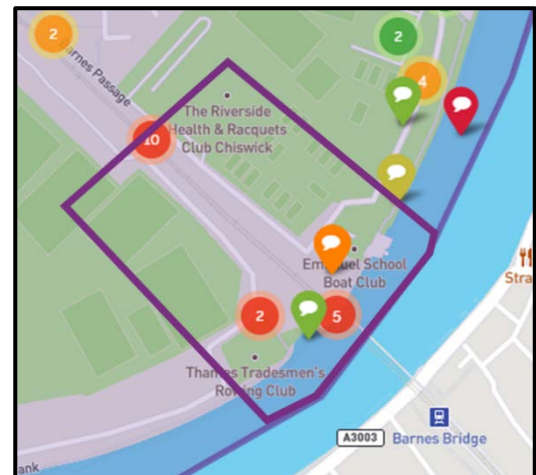 2
2
Barnes Passage
4
The Riverside
Health & Racquets
Club Chiswick
10
Emanuel School
Boat Club
Stra
2
5
Thames Tradesmen's
Rowing Club
A3003
Barnes Bridge
ank